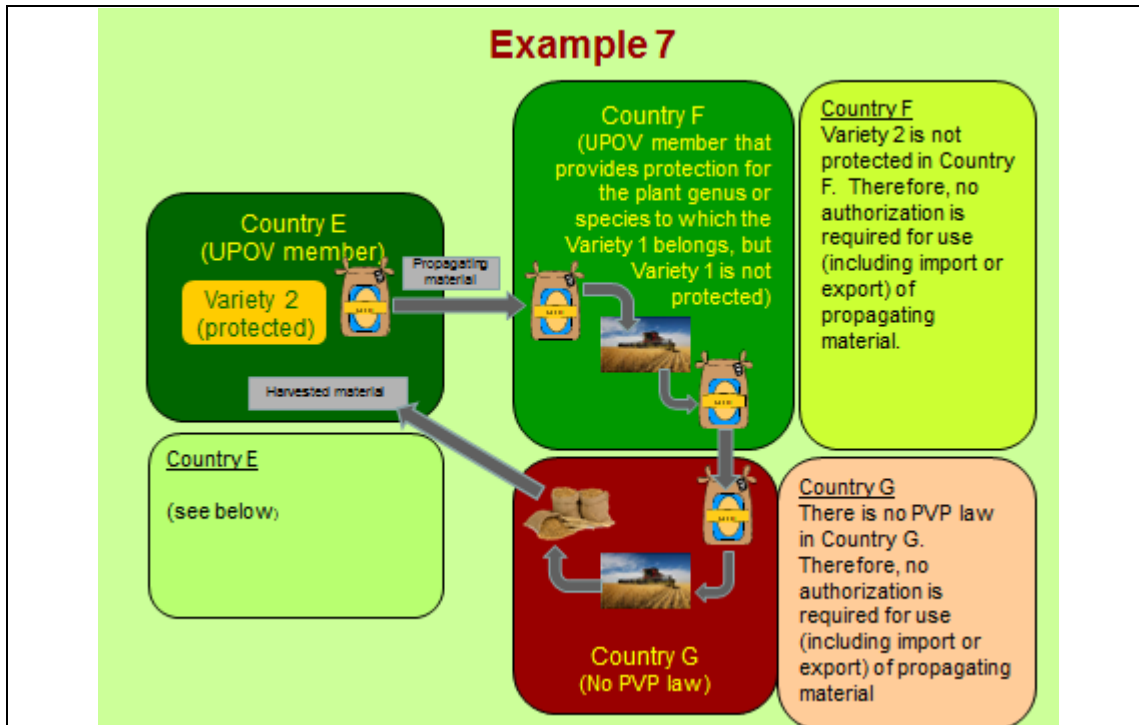 Example 7
Country E
(UPOV member)
Variety 2
(protected)
Propagating
material
Harvested material
Country F
(UPOV member that
provides protection for
the plant genus or
species to which the
Variety 1 belongs, but
Variety 1 is not
protected)
Country F
Variety 2 is not
protected in Country
F. Therefore, no
authorization is
required for use
(including import or
export) of
propagating
material.
Country E
(see below)
Country G
(No PVP law)
Country G
There is no PVP law
in Country G.
Therefore, no
authorization is
required for use
(including import or
export) of propagating
material